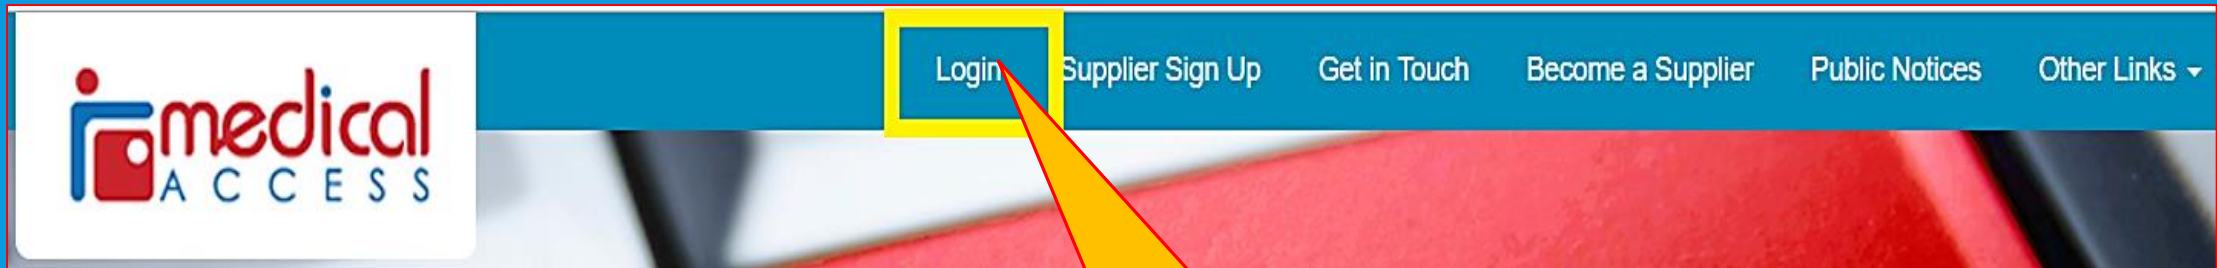 medical
ACCESS
Login
Supplier Sign Up
Get in Touch
Become a Supplier
Public Notices
Other Links